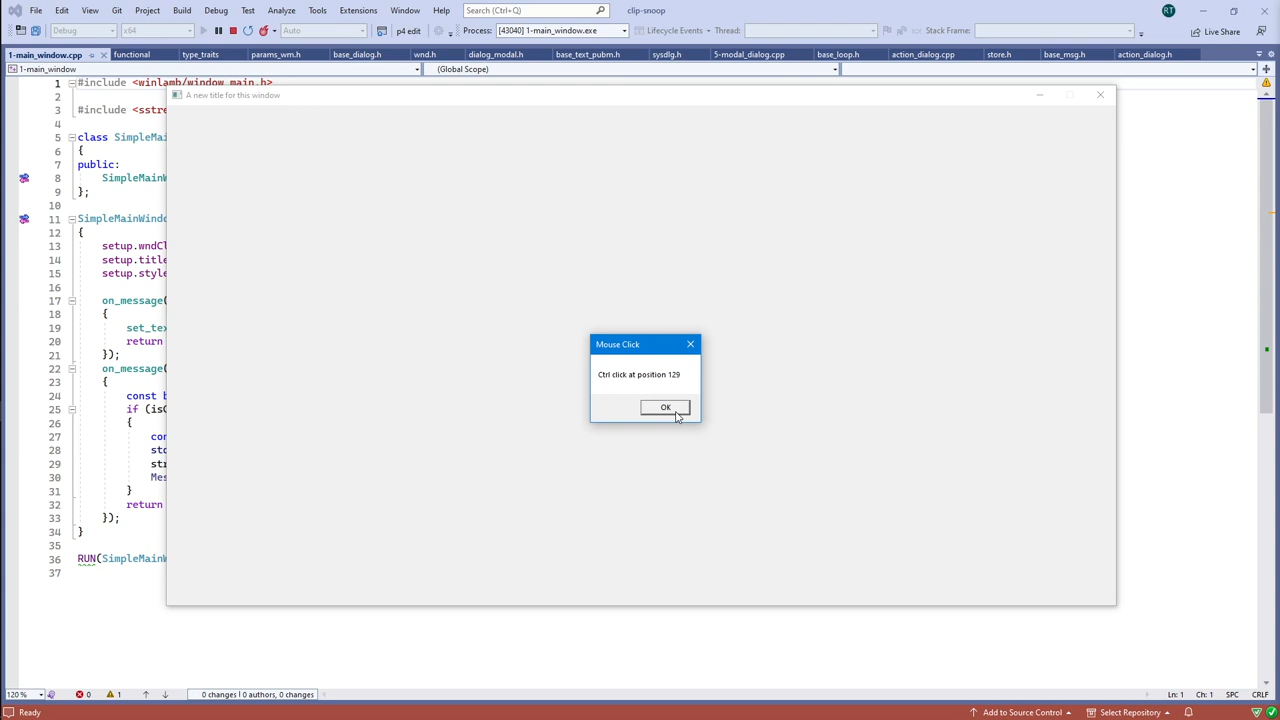 File Edit View Git Project Build Debug Test Analyze Tools Extensions Window Help Search (Ctrl+Q) clip-snoop RT
Debug x64 Auto p4 edit Process: [43040] 1-main_window.exe Lifecycle Events Thread: Stack Frame: Live Share
1-main_window.cpp functional type_traits params_wm.h base_dialog.h wnd.h dialog_modal.h base_text_pubm.h sysdlg.h 5-modal_dialog.cpp base_loop.h action_dialog.cpp store.h base_msg.h action_dialog.h
1-main_window (Global Scope)
1 #include <winlamb/window_main.h>
A new title for this window
2
3 #include <sstre
4
5 class SimpleMai
6 {
7 public:
8 SimpleMainW
9 };
10
11 SimpleMainWindo
12 {
13 setup.wndCl
14 setup.titl
15 setup.style
16
17 on_message(
18 {
19 set_tex
20 return
21 });
22 on_message(
23 {
24 const b
25 if (isC
26 {
27 con
28 sto
29 str
30 Mes
31 }
32 return
33 });
34 }
35
36 RUN(SimpleMainW
37
Mouse Click
Ctrl click at position 129
OK
120 % 0 1 0 changes | 0 authors, 0 changes Ln: 1 Ch: 1 SPC CRLF
Ready Add to Source Control Select Repository